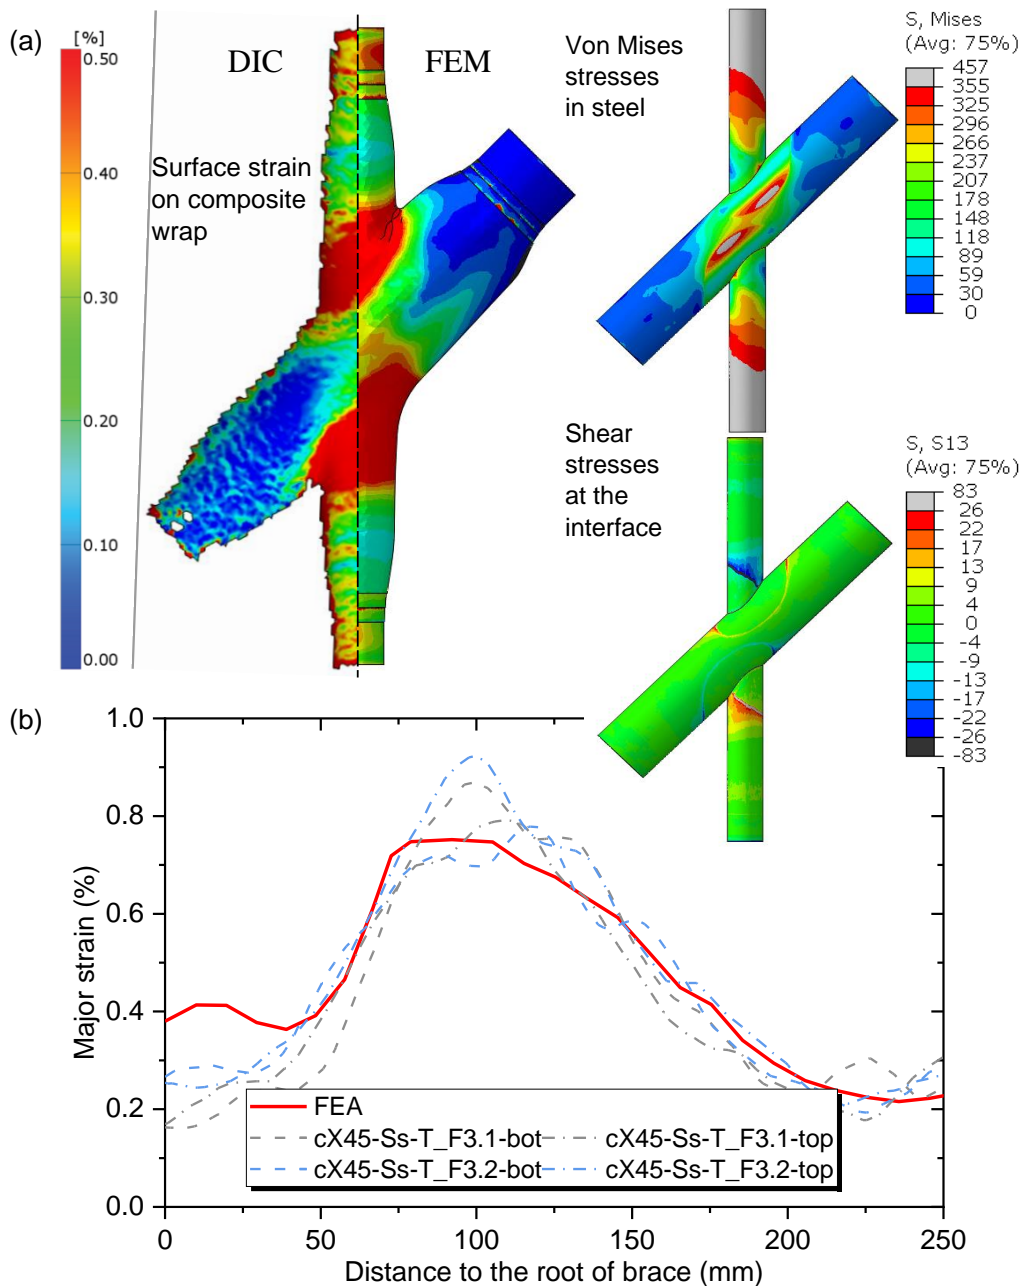 (a)
[%]
0.50
0.40
0.30
0.20
0.10
0.00
DIC
FEM
Surface strain
on composite
wrap
Von Mises
stresses
in steel
S, Mises
(Avg: 75%)
457
355
325
296
266
237
207
178
148
118
89
59
30
0
Shear
stresses
at the
interface
S, S13
(Avg: 75%)
83
26
22
17
13
9
4
0
-4
-9
-13
-17
-22
-26
-83
(b)
1.0
0.8
0.6
0.4
0.2
0.0
Major strain (%)
FEA
cX45-Ss-T_F3.1-bot
cX45-Ss-T_F3.1-top
cX45-Ss-T_F3.2-bot
cX45-Ss-T_F3.2-top
0
50
100
150
200
250
Distance to the root of brace (mm)